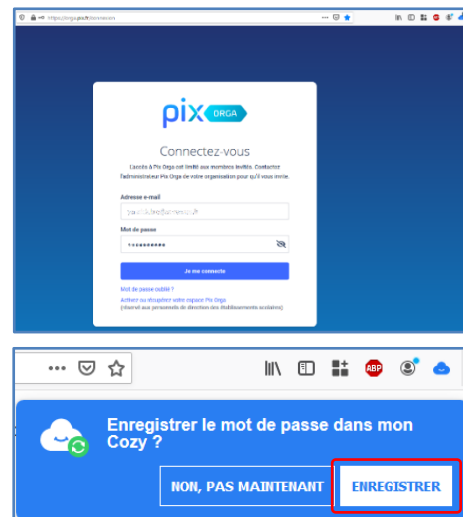 pix ORGA
Connectez-vous
L'accès à Pix Orga est limité aux membres invités. Contactez
l'administrateur Pix Orga de votre organisation pour qu'il vous invite.
Adresse e-mail
Mot de passe
Je me connecte
Mot de passe oublié ?
Activez ou récupérez votre espace Pix Orga
(réservé aux personnels de direction des établissements scolaires)
ABP
Enregistrer le mot de passe dans mon
Cozy ?
NON, PAS MAINTENANT
ENREGISTRER